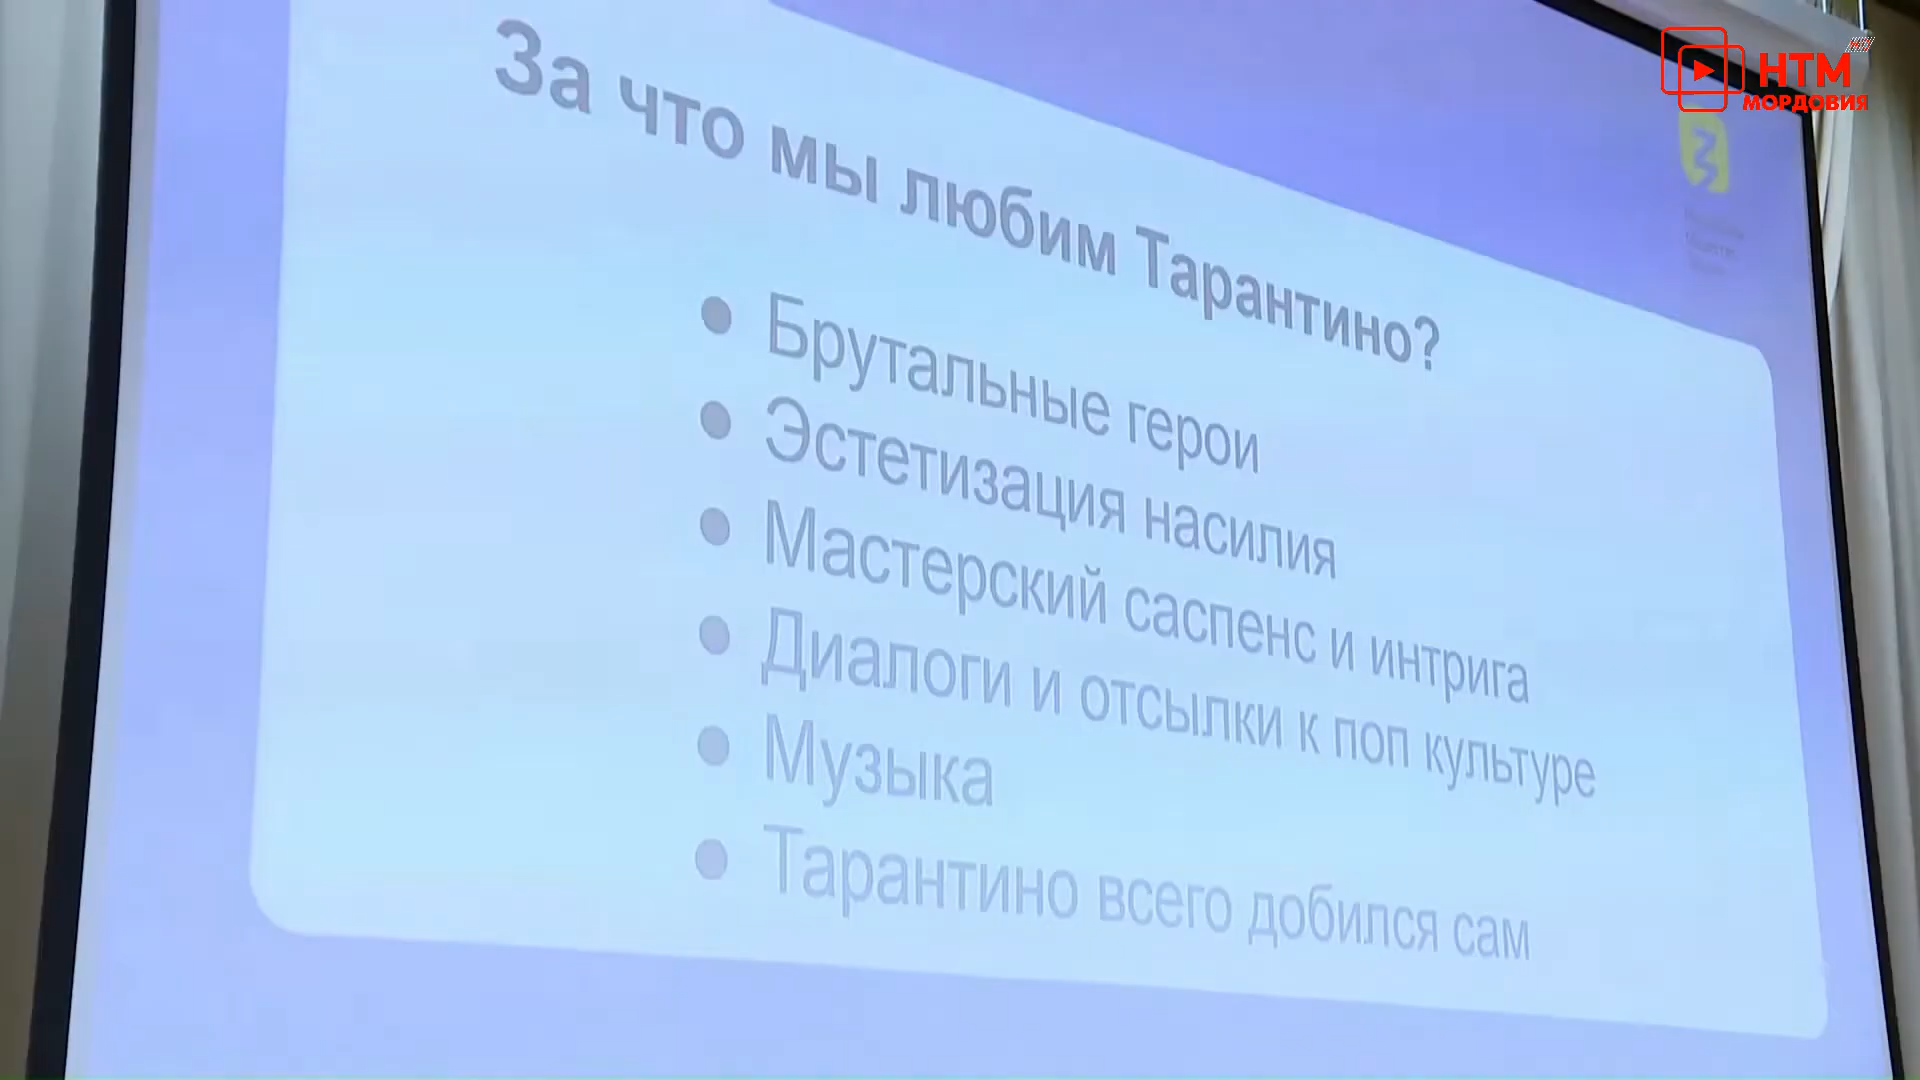 НТМ
МОРДОВИЯ
За что мы любим Тарантино?
● Брутальные герои
● Эстетизация насилия
● Мастерский саспенс и интрига
● Диалоги и отсылки к поп культуре
● Музыка
● Тарантино всего добился сам